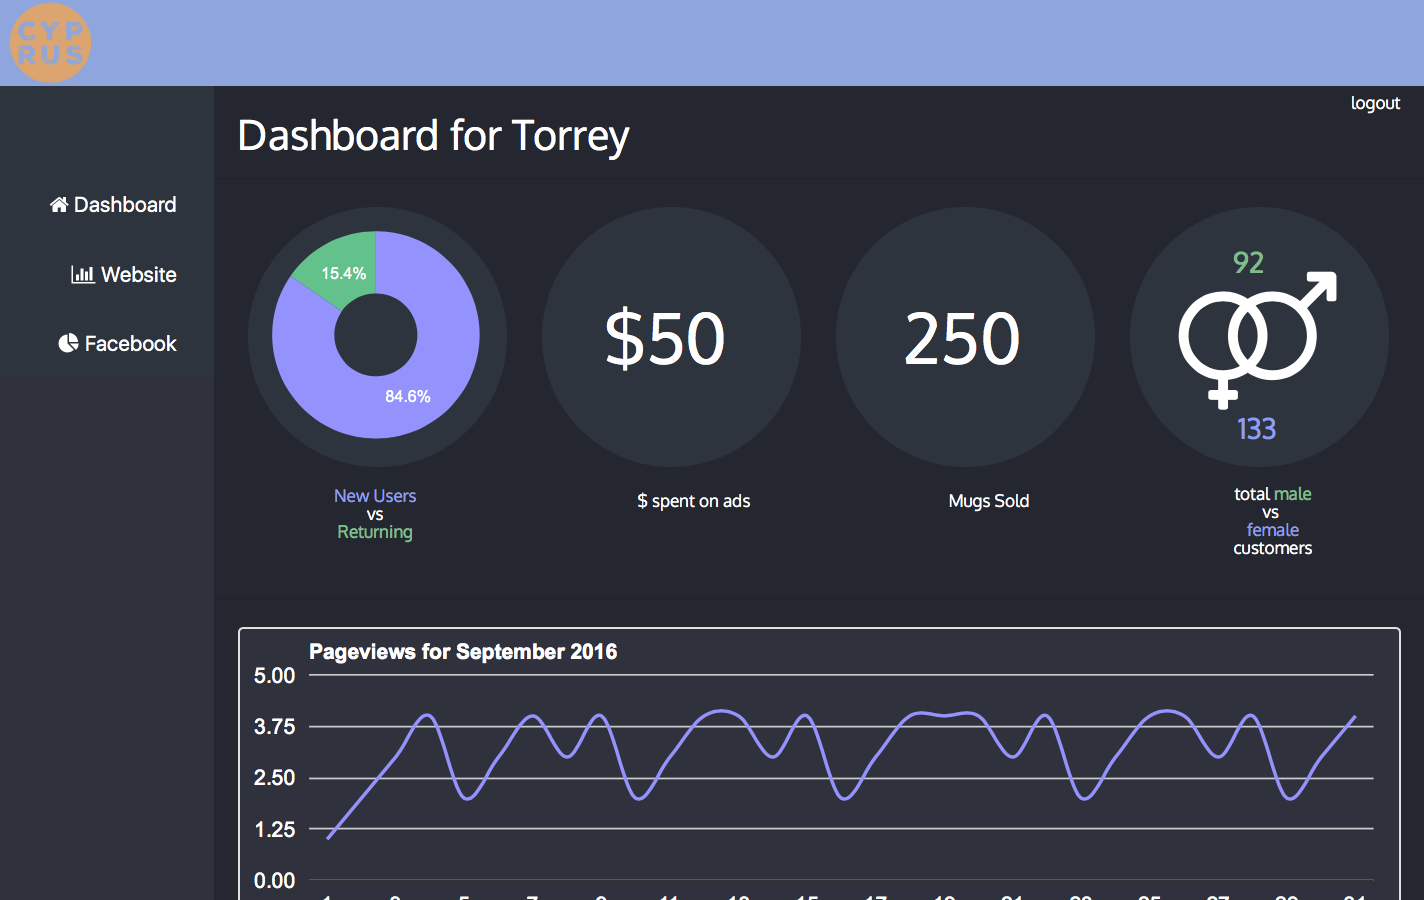 CYP
RUS
logout
Dashboard for Torrey
Dashboard
Website
Facebook
15.4%
84.6%
New Users
vs
Returning
$50
$ spent on ads
250
Mugs Sold
92
133
total male
vs
female
customers
Pageviews for September 2016
5.00
3.75
2.50
1.25
0.00